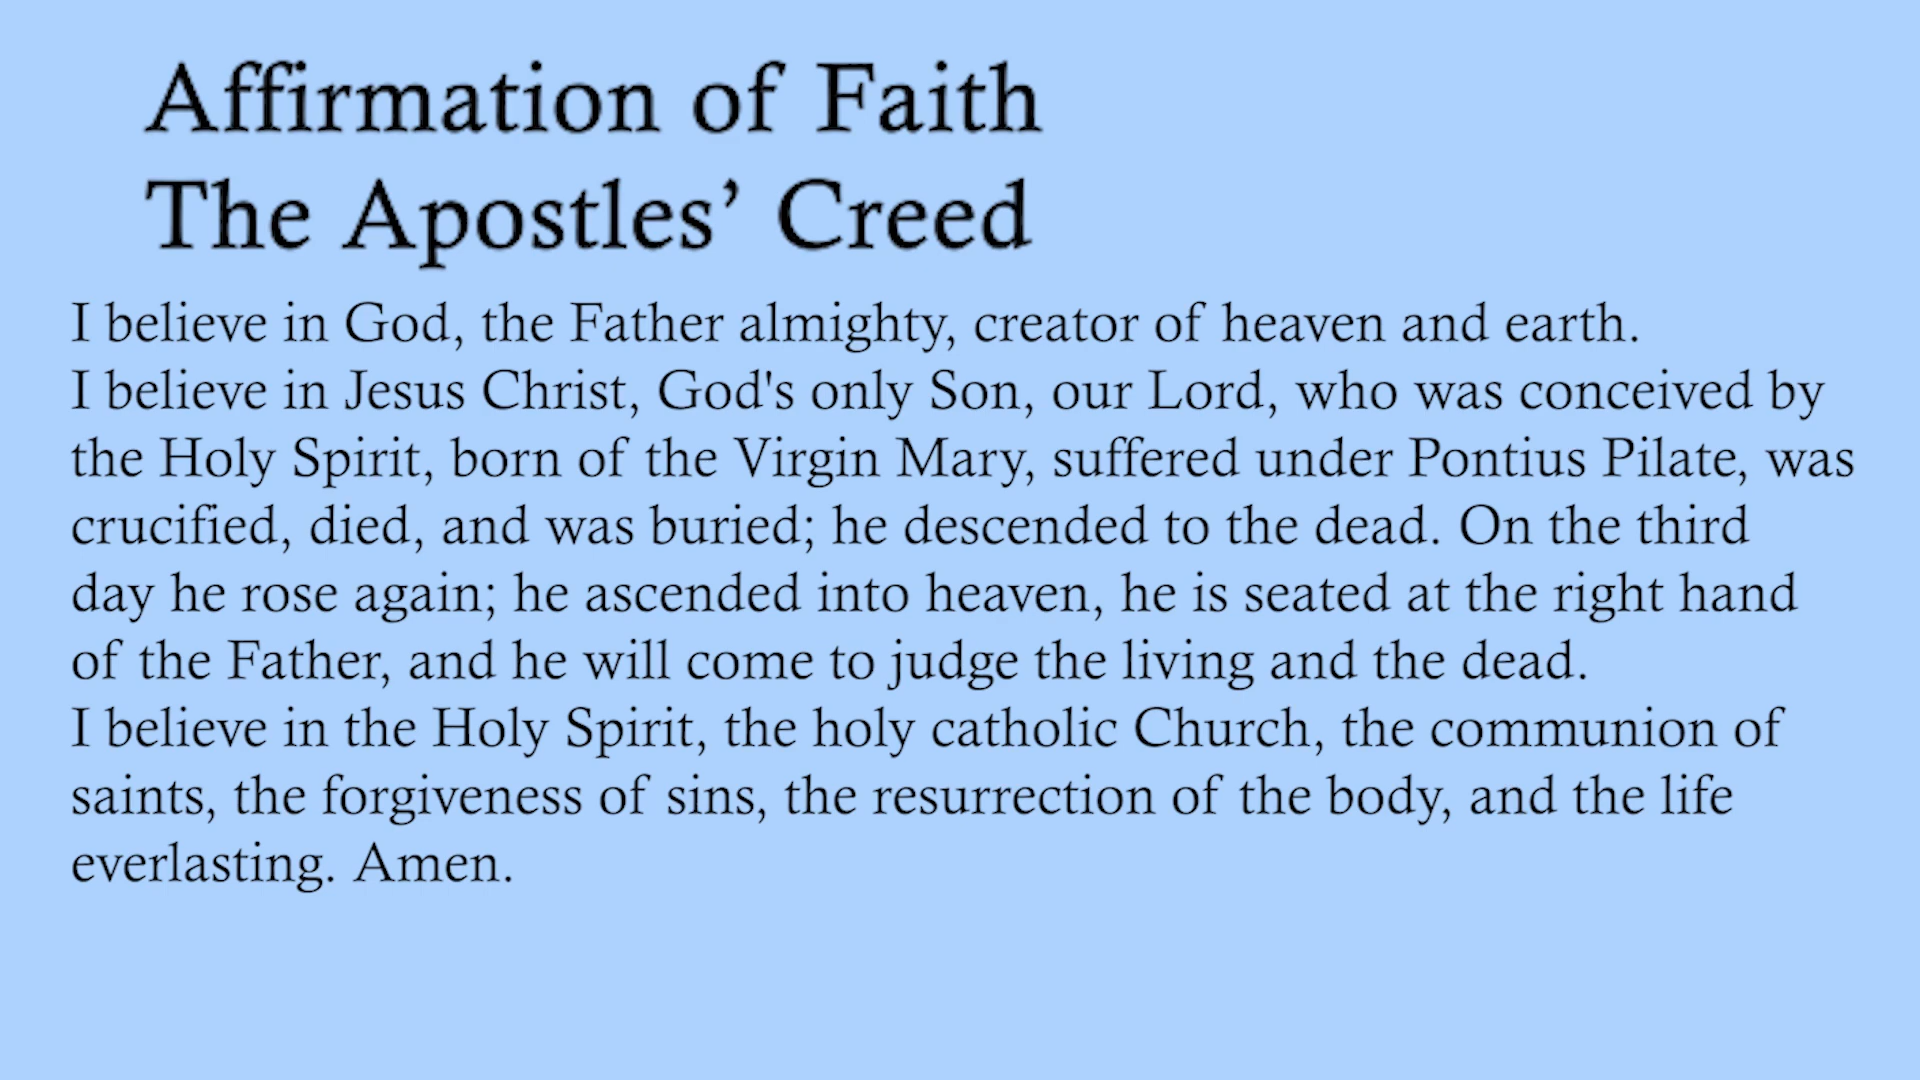 Affirmation of Faith
The Apostles’ Creed
I believe in God, the Father almighty, creator of heaven and earth.
I believe in Jesus Christ, God's only Son, our Lord, who was conceived by
the Holy Spirit, born of the Virgin Mary, suffered under Pontius Pilate, was
crucified, died, and was buried; he descended to the dead. On the third
day he rose again; he ascended into heaven, he is seated at the right hand
of the Father, and he will come to judge the living and the dead.
I believe in the Holy Spirit, the holy catholic Church, the communion of
saints, the forgiveness of sins, the resurrection of the body, and the life
everlasting. Amen.